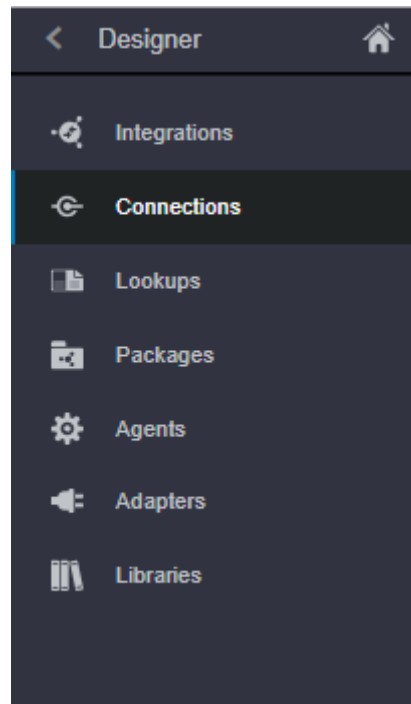 Designer
Integrations
Connections
Lookups
Packages
Agents
Adapters
Libraries